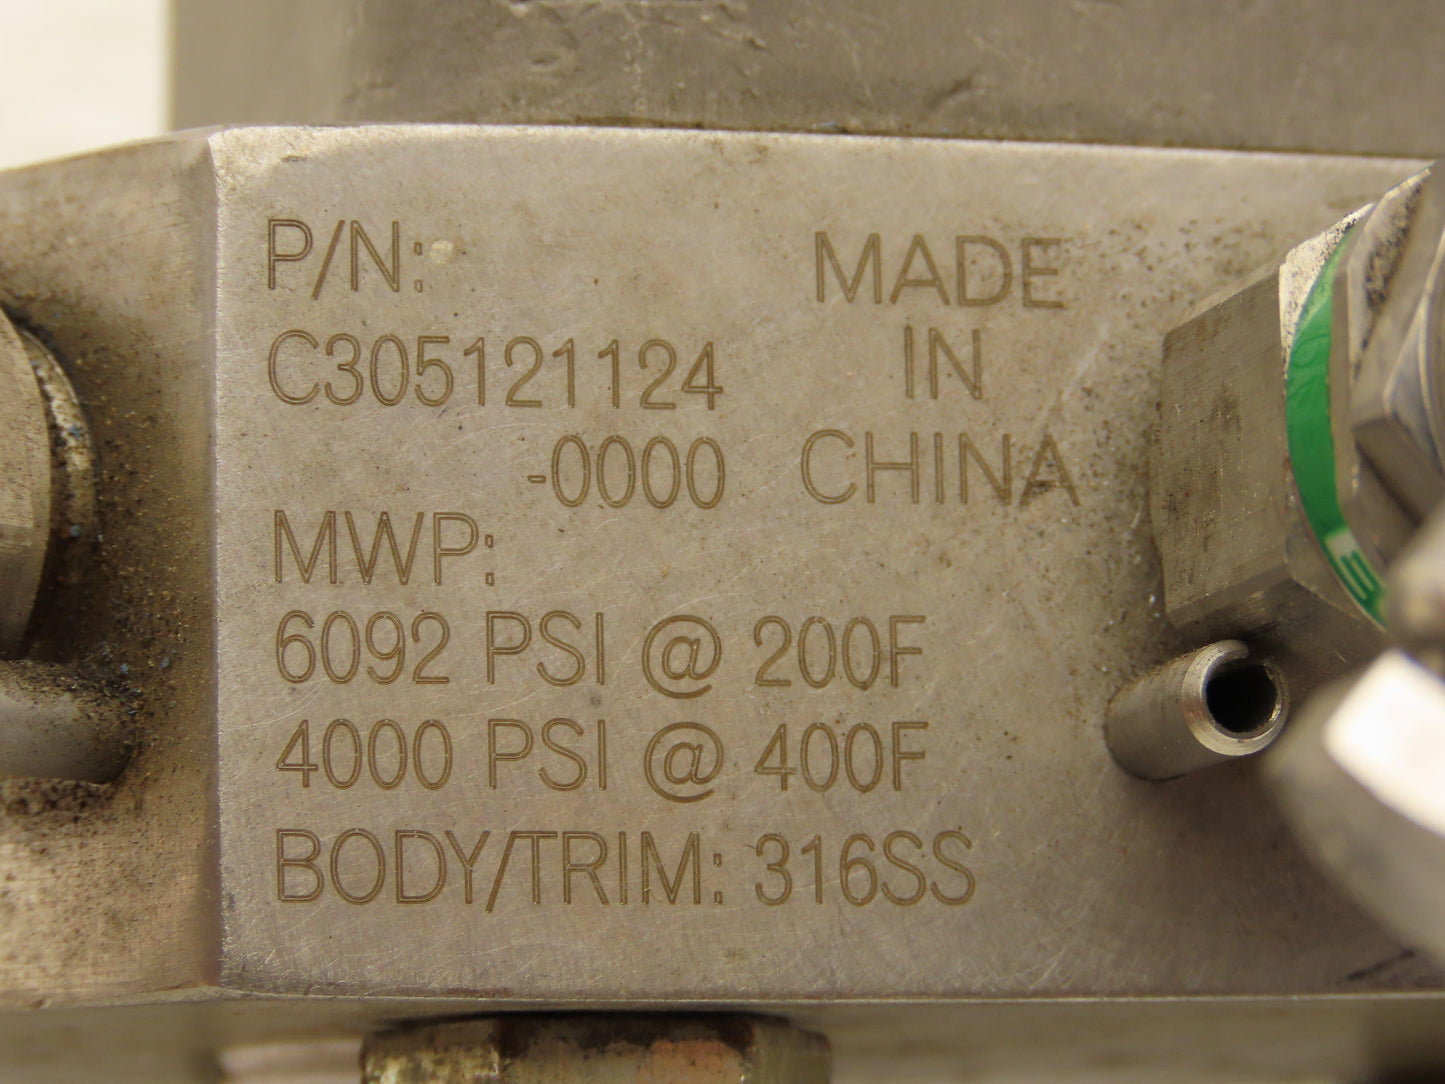 P/N:
C305121124
-0000
MADE
IN
CHINA
MWP:
6092 PSI @ 200F
4000 PSI @ 400F
BODY/TRIM: 316SS